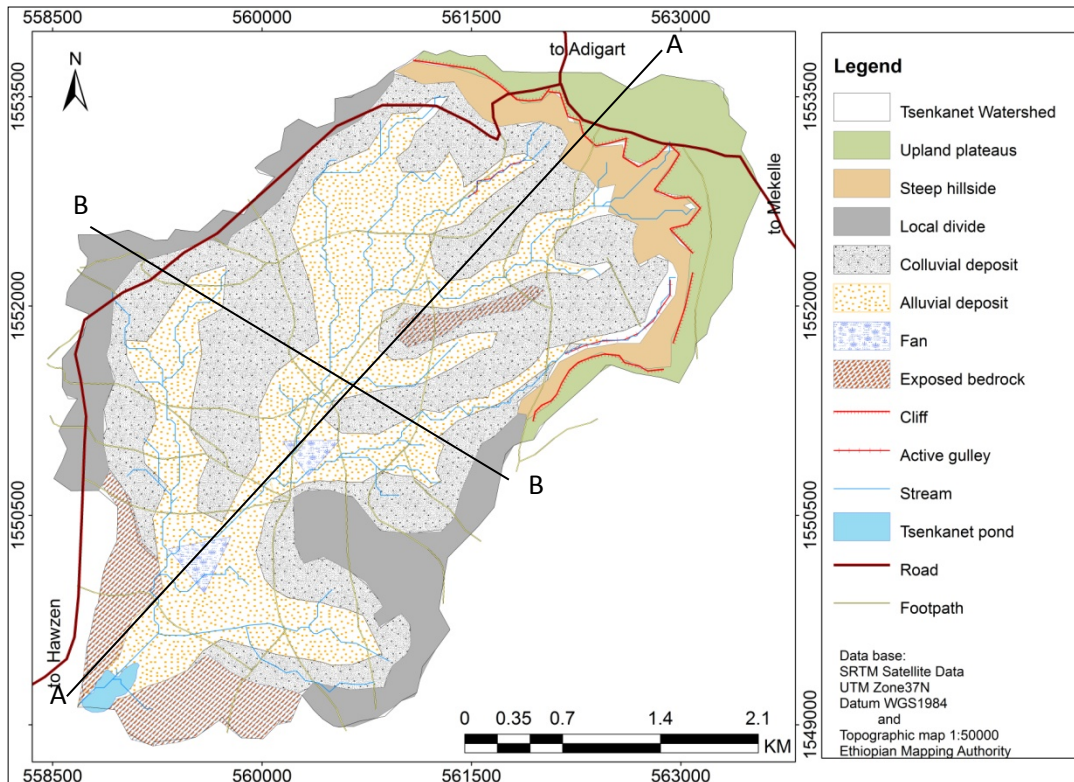 558500 560000 561500 563000
A
to Adigart
N
1553500
1553500
B
to Mekelle
1552000
1552000
B
1550500
1550500
to Hawzen
A
1549000
0 0.35 0.7 1.4 2.1
KM
558500 560000 561500 563000
Legend
Tsenkanet Watershed
Upland plateaus
Steep hillside
Local divide
Colluvial deposit
Alluvial deposit
Fan
Exposed bedrock
Cliff
Active gulley
Stream
Tsenkanet pond
Road
Footpath
Data base:
SRTM Satellite Data
UTM Zone37N
Datum WGS1984
and
Topographic map 1:50000
Ethiopian Mapping Authority